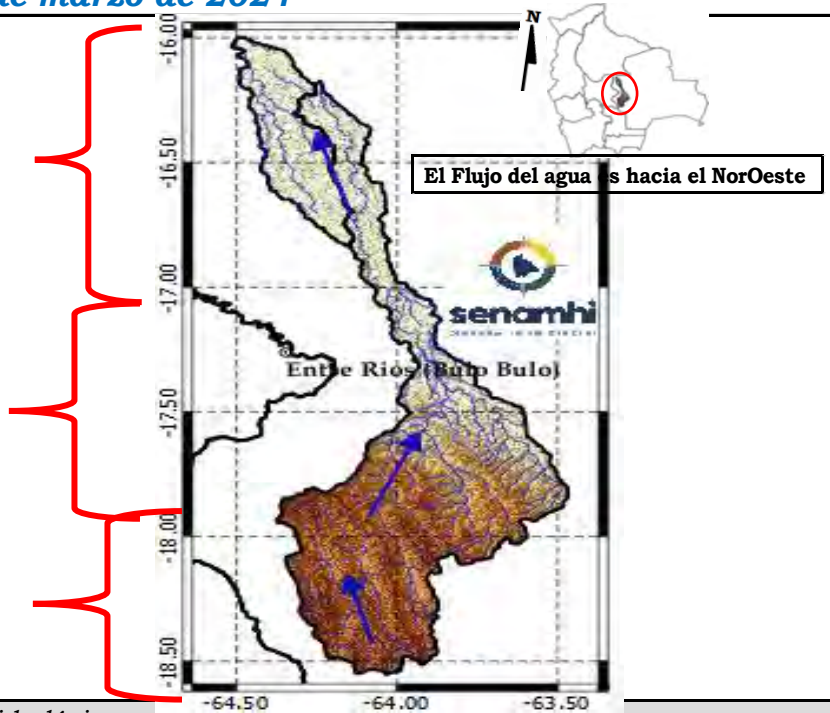 de marzo de 2024
N
-16.00
El Flujo del agua es hacia el NorOeste
-16.50
-17.00
senamhi
Entre Rios (Bulo Bulo)
-17.50
-18.00
-18.50
-64.50 -64.00 -63.50